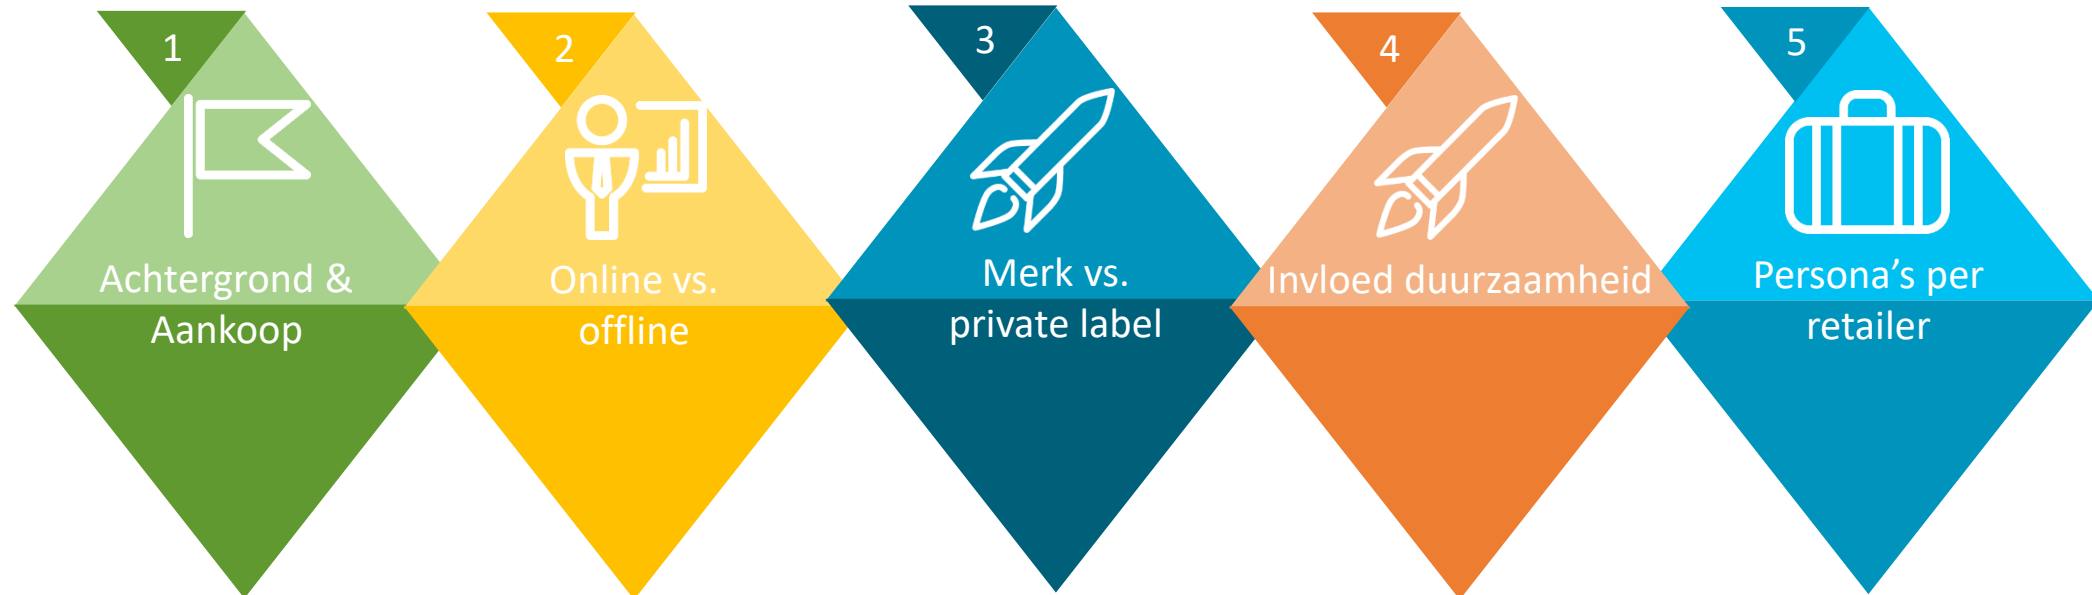 1
Achtergrond &
Aankoop
2
Online vs.
offline
3
Merk vs.
private label
4
Invloed duurzaamheid
5
Persona’s per
retailer